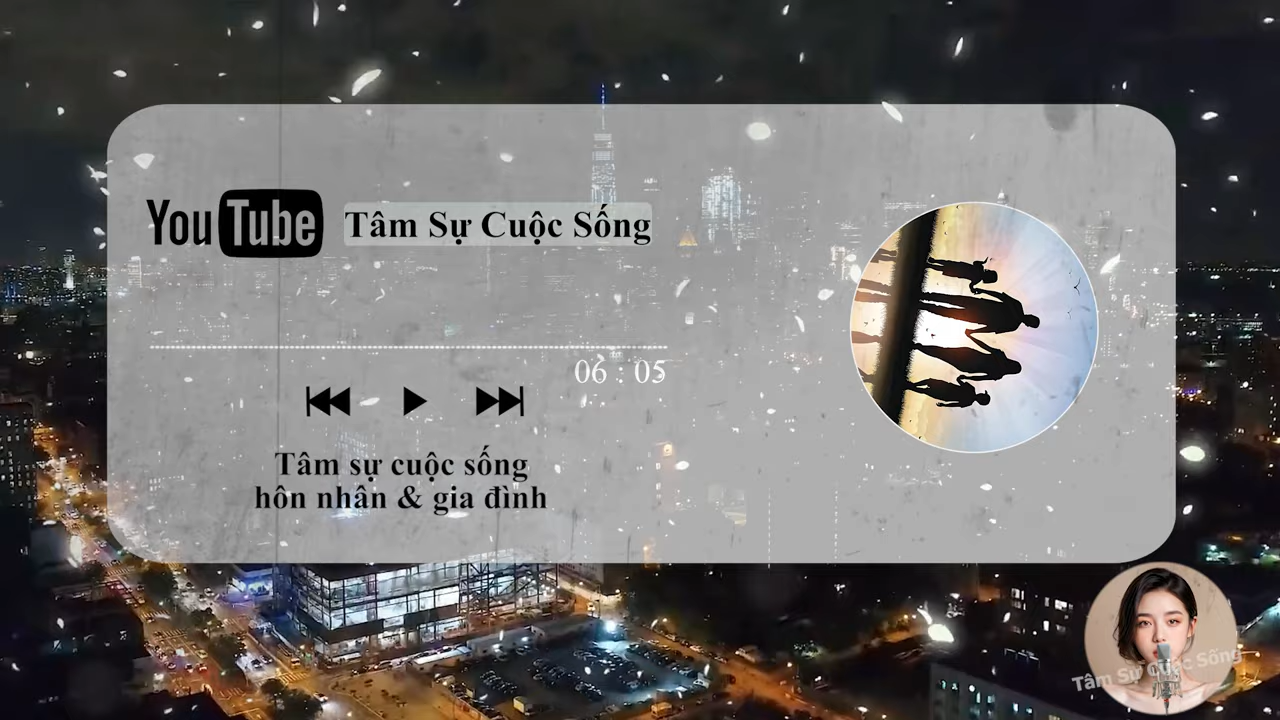 YouTube
Tâm Sự Cuộc Sống
06 : 05
Tâm sự cuộc sống
hôn nhân & gia đình
Tâm Sự Cuộc Sống